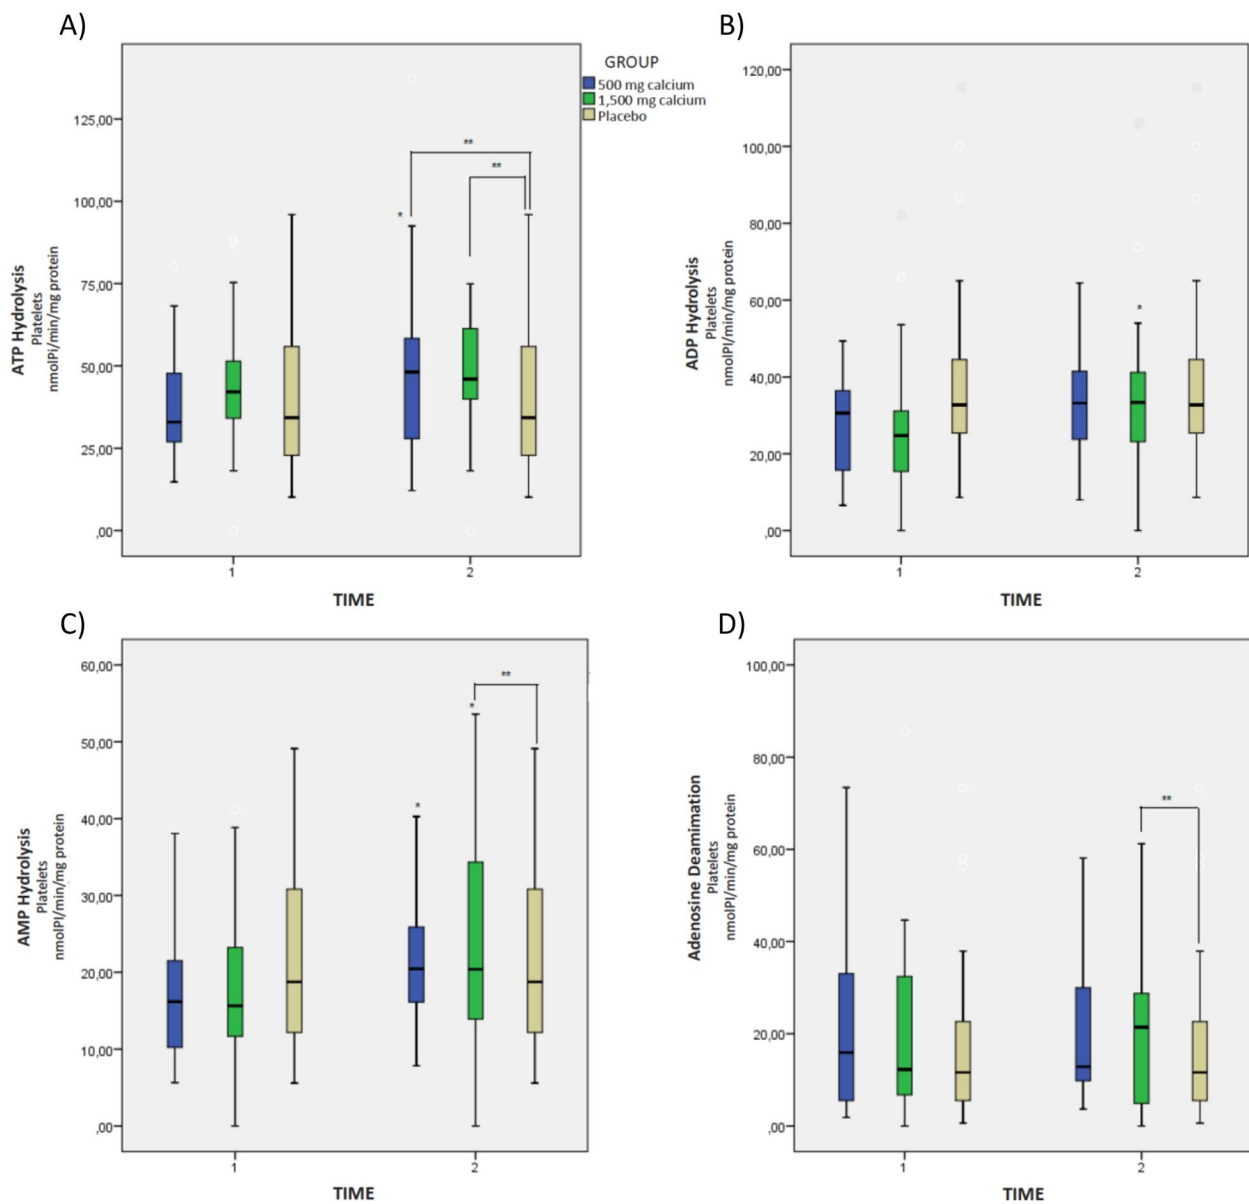 A)
GROUP
500 mg calcium
1,500 mg calcium
Placebo
125,00
100,00
75,00
50,00
25,00
,00
ATP Hydrolysis
Platelets
nmolPi/min/mg protein
*
**
**
1
2
TIME
B)
120,00
100,00
80,00
60,00
40,00
20,00
,00
ADP Hydrolysis
Platelets
nmolPI/min/mg protein
*
1
2
TIME
C)
60,00
50,00
40,00
30,00
20,00
10,00
,00
AMP Hydrolysis
Platelets
nmolPI/min/mg protein
*
*
**
1
2
TIME
D)
100,00
80,00
60,00
40,00
20,00
,00
Adenosine Deamimation
Platelets
nmolPI/min/mg protein
**
1
2
TIME